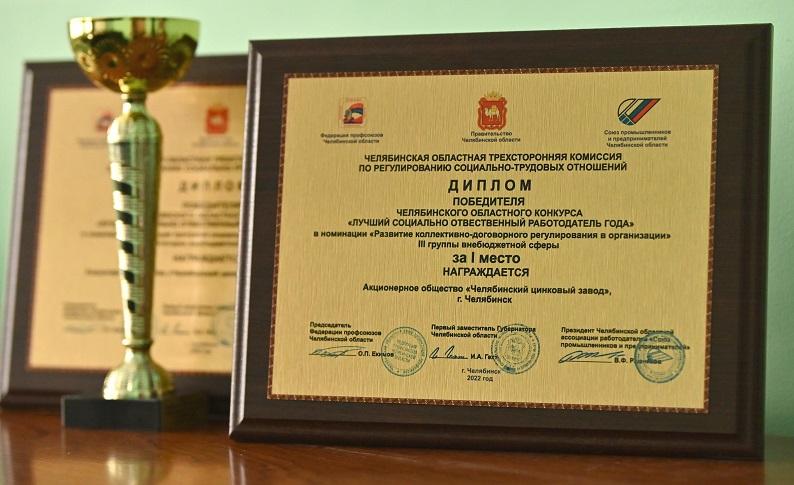 Федерация профсоюзов
Челябинской области
Правительство
Челябинской области
Союз промышленников
и предпринимателей
Челябинской области
ЧЕЛЯБИНСКАЯ ОБЛАСТНАЯ ТРЕХСТОРОННЯЯ КОМИССИЯ
ПО РЕГУЛИРОВАНИЮ СОЦИАЛЬНО-ТРУДОВЫХ ОТНОШЕНИЙ
ДИПЛОМ
ПОБЕДИТЕЛЯ
ЧЕЛЯБИНСКОГО ОБЛАСТНОГО КОНКУРСА
«ЛУЧШИЙ СОЦИАЛЬНО ОТВЕСТВЕННЫЙ РАБОТОДАТЕЛЬ ГОДА»
в номинации «Развитие коллективно-договорного регулирования в организации»
III группы внебюджетной сферы
за I место
НАГРАЖДАЕТСЯ
Акционерное общество «Челябинский цинковый завод»,
г. Челябинск
Председатель
Федерации профсоюзов
Челябинской области
О.П. Екимов
Первый заместитель Губернатора
Челябинской области
И.А.
Президент Челябинской областной
ассоциации работодателей «Союз
промышленников и предпринимателей»
В.Ф.
г. Челябинск
2022 год
ДИПЛОМ